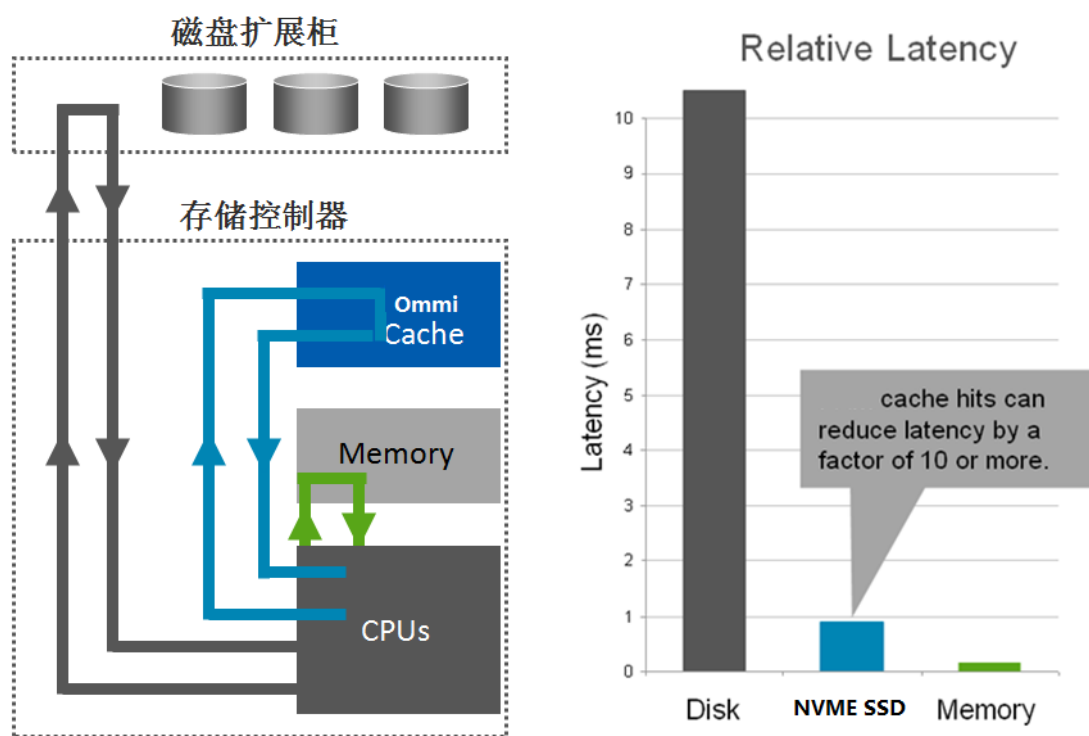 磁盘扩展柜
存储控制器
Ommi
Cache
Memory
CPUs
Relative Latency
Latency (ms)
10
9
8
7
6
5
4
3
2
1
0
cache hits can
reduce latency by a
factor of 10 or more.
Disk
NVME SSD
Memory